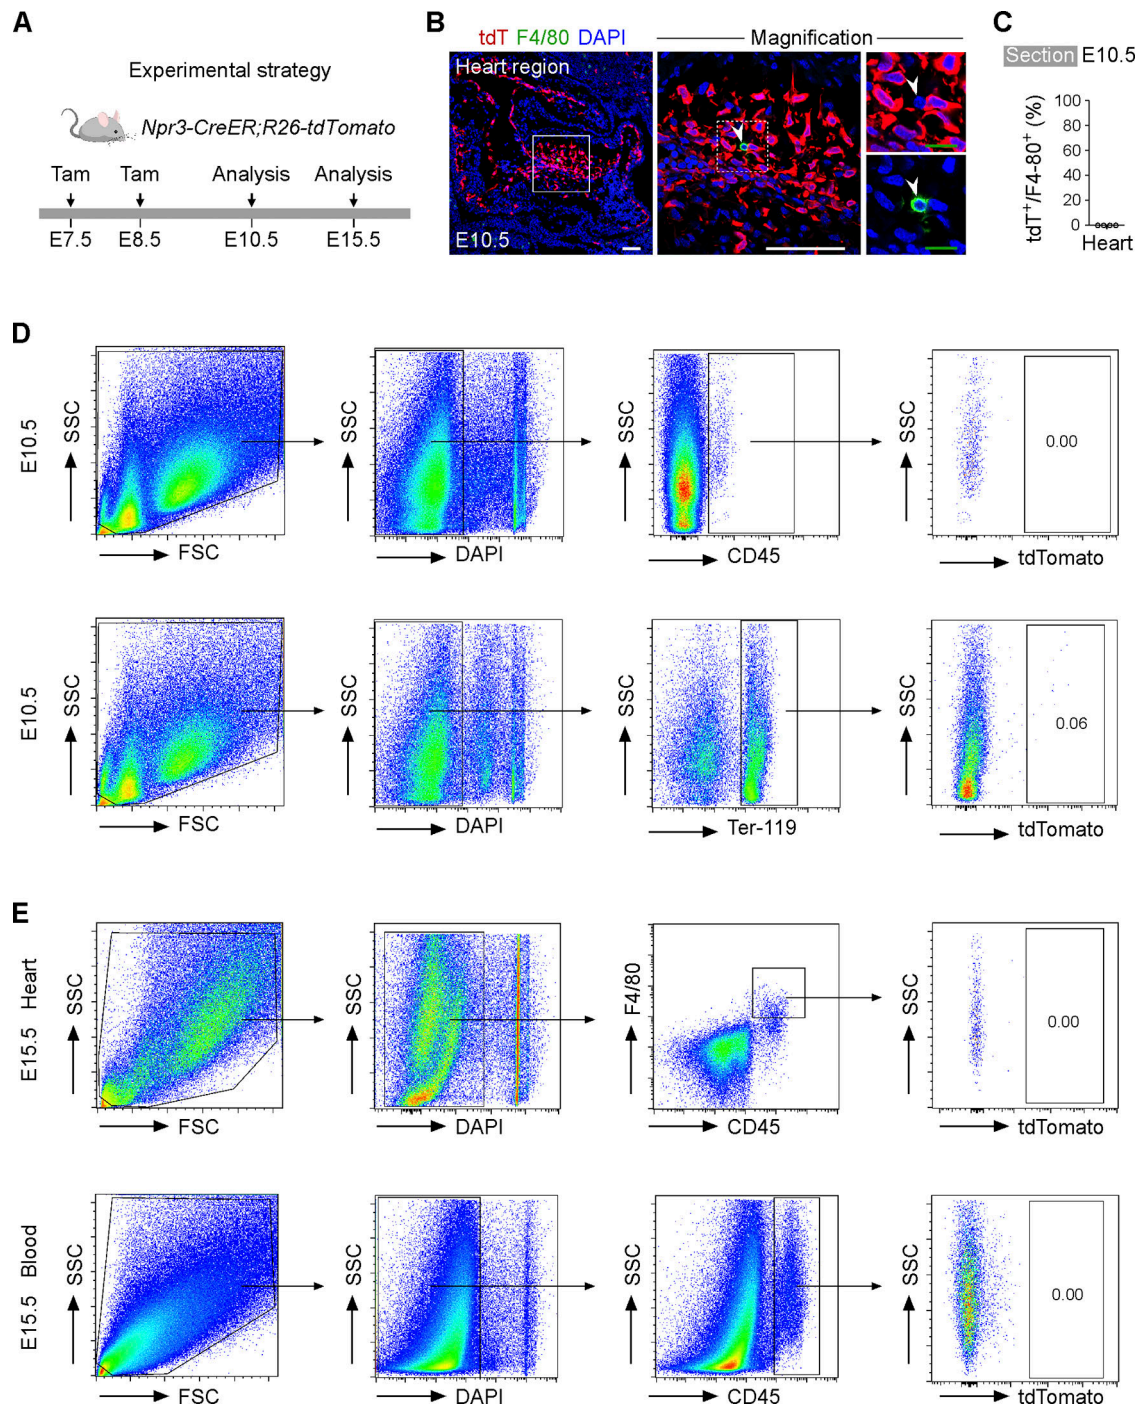 A
Experimental strategy
Npr3-CreER;R26-tdTomato
Tam Tam Analysis Analysis
E7.5 E8.5 E10.5 E15.5
B
tdT F4/80 DAPI
Magnification
Heart region
E10.5
C
Section E10.5
tdT+/F4-80+ (%)
100
80
60
40
20
0
Heart
D
E10.5
SSC
FSC
SSC
DAPI
SSC
CD45
SSC
0.00
tdTomato
E10.5
SSC
FSC
SSC
DAPI
SSC
Ter-119
SSC
0.06
tdTomato
E
E15.5 Heart
SSC
FSC
SSC
DAPI
F4/80
CD45
SSC
0.00
tdTomato
E15.5 Blood
SSC
FSC
SSC
DAPI
SSC
CD45
SSC
0.00
tdTomato